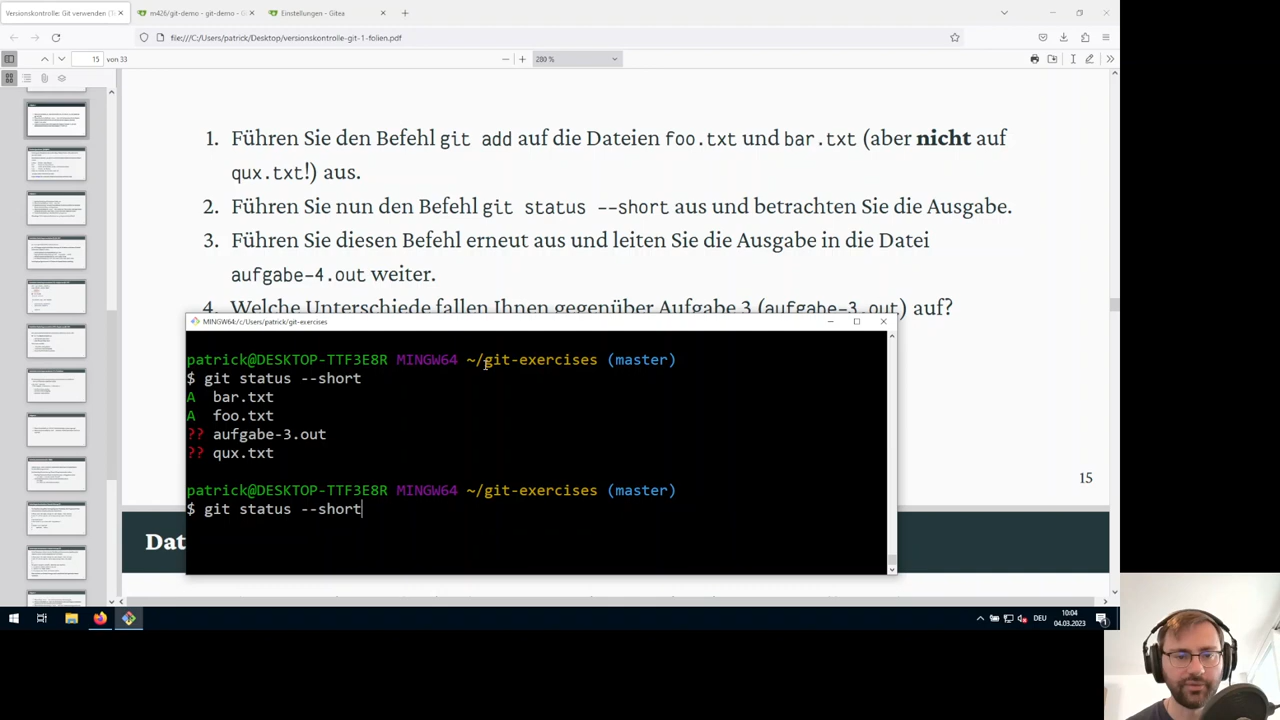 Versionskontrolle: Git verwenden (T
m426/git-demo - git-demo - G
Einstellungen - Gitea
file:///C:/Users/patrick/Desktop/versionskontrolle-git-1-folien.pdf
15 von 33
280 %
1. Führen Sie den Befehl git add auf die Dateien foo.txt und bar.txt (aber nicht auf
qux.txt!) aus.
2. Führen Sie nun den Befehl git status --short aus und betrachten Sie die Ausgabe.
3. Führen Sie diesen Befehl erneut aus und leiten Sie die Ausgabe in die Datei
aufgabe-4.out weiter.
4. Welche Unterschiede fallen Ihnen gegenüber Aufgabe 3 (aufgabe-3.out) auf?
MINGW64:/c/Users/patrick/git-exercises
patrick@DESKTOP-TTF3E8R MINGW64 ~/git-exercises (master)
$ git status --short
A  bar.txt
A  foo.txt
?? aufgabe-3.out
?? qux.txt
patrick@DESKTOP-TTF3E8R MINGW64 ~/git-exercises (master)
$ git status --short
15
Dat
DEU
10:04
04.03.2023